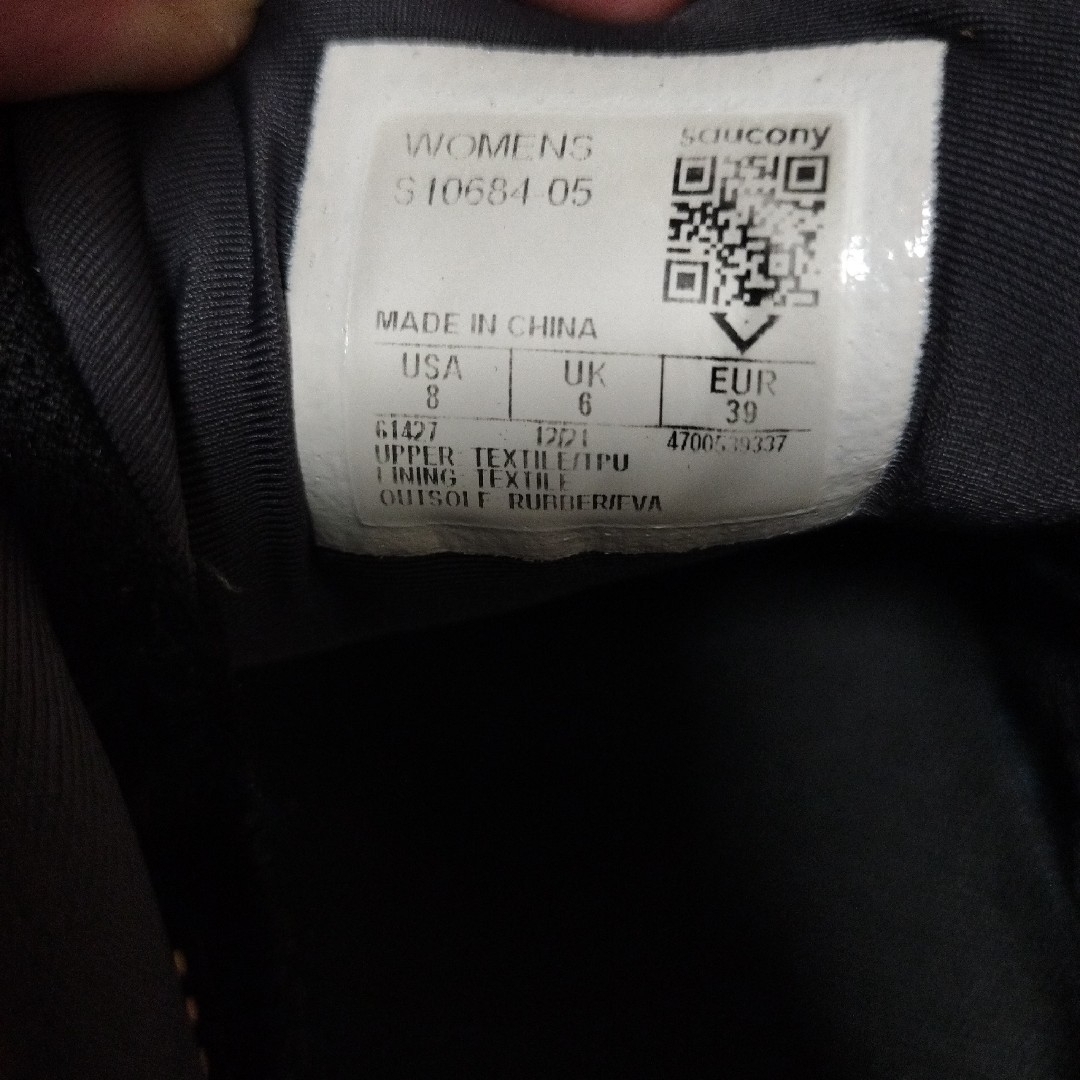 WOMENS
S10684-05
saucony
MADE IN CHINA
USA UK EUR
8 6 39
61427 12/21 4700539337
UPPER TEXTILE/TPU
LINING TEXTILE
OUTSOLE RUBBER/EVA